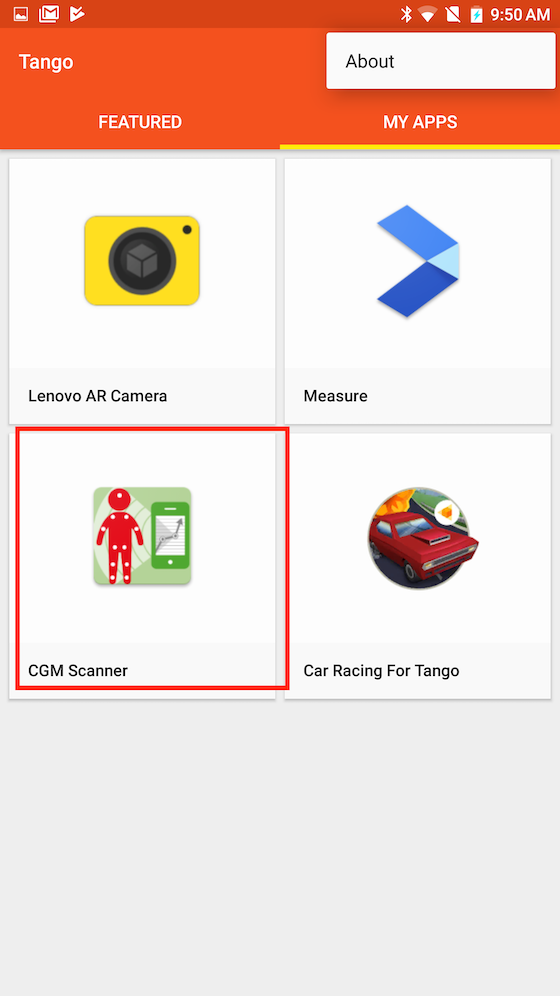 9:50 AM
Tango
About
FEATURED
MY APPS
Lenovo AR Camera
Measure
CGM Scanner
Car Racing For Tango